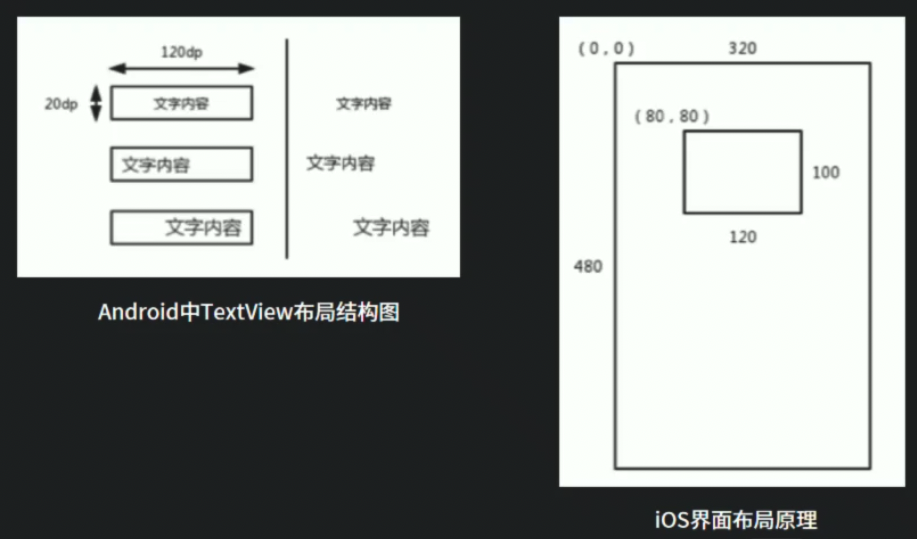 120dp
20dp
文字内容
文字内容
文字内容
文字内容
文字内容
文字内容
Android中TextView布局结构图
(0,0)
320
(80,80)
100
120
480
iOS界面布局原理